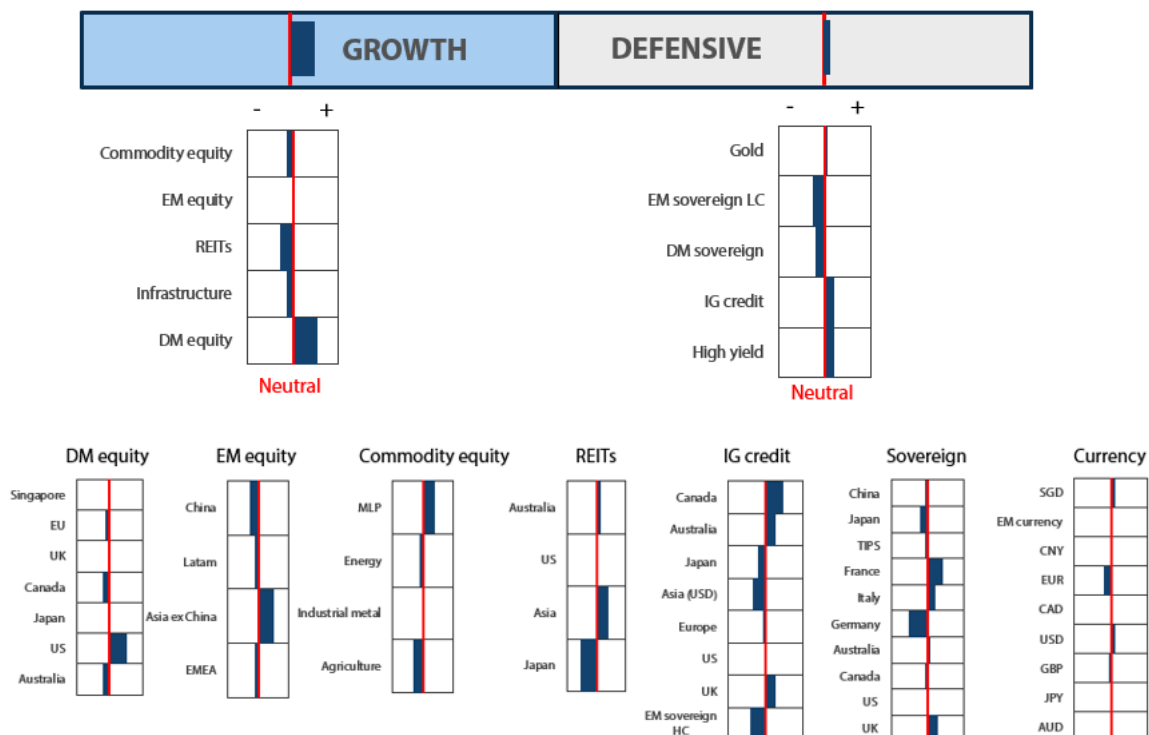 GROWTH DEFENSIVE
- + - +
Commodity equity
EM equity
REITs
Infrastructure
DM equity
Neutral
Gold
EM sovereign LC
DM sovereign
IG credit
High yield
Neutral
DM equity
Singapore
EU
UK
Canada
Japan
US
Australia
EM equity
China
Latam
Asia ex China
EMEA
Commodity equity
MLP
Energy
Industrial metal
Agriculture
REITs
Australia
US
Asia
Japan
IG credit
Canada
Australia
Japan
Asia (USD)
Europe
US
UK
EM sovereign
HC
Sovereign
China
Japan
TIPS
France
Italy
Germany
Australia
Canada
US
UK
Currency
SGD
EM currency
CNY
EUR
CAD
USD
GBP
JPY
AUD